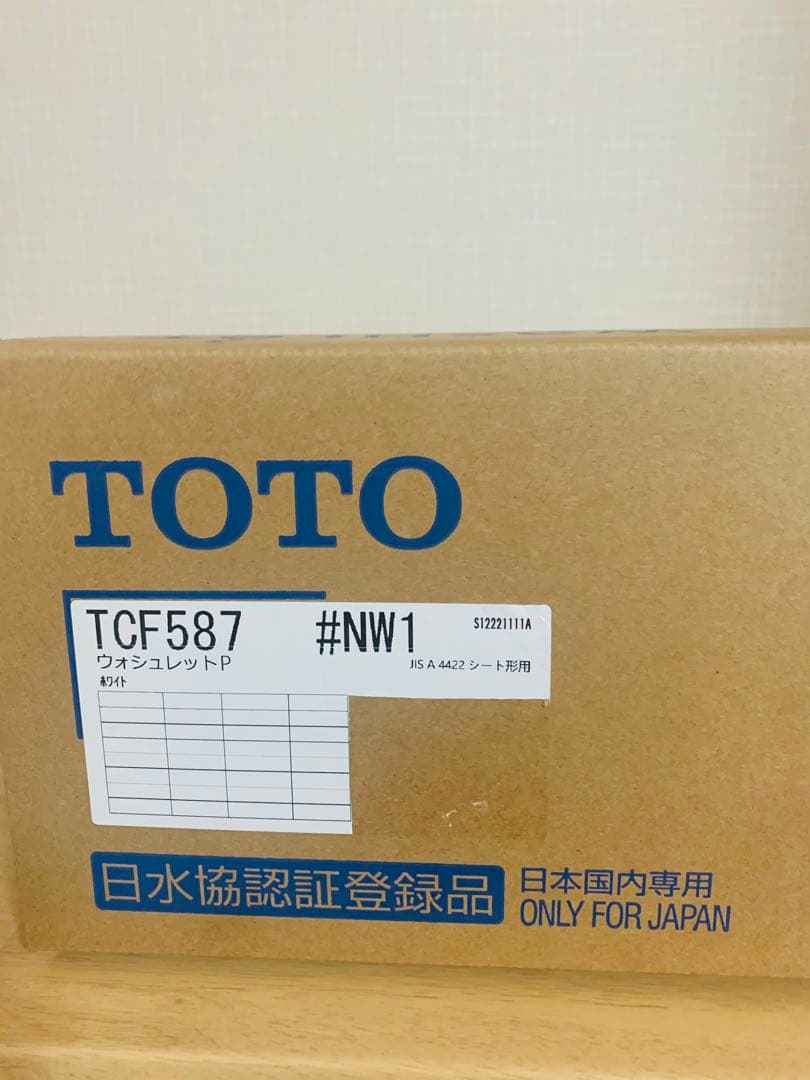 TOTO
TCF587 #NW1 S12221111A
ウォシュレットP JIS A 4422 シート形用
ホワイト
日水協認証登録品
日本国内専用
ONLY FOR JAPAN